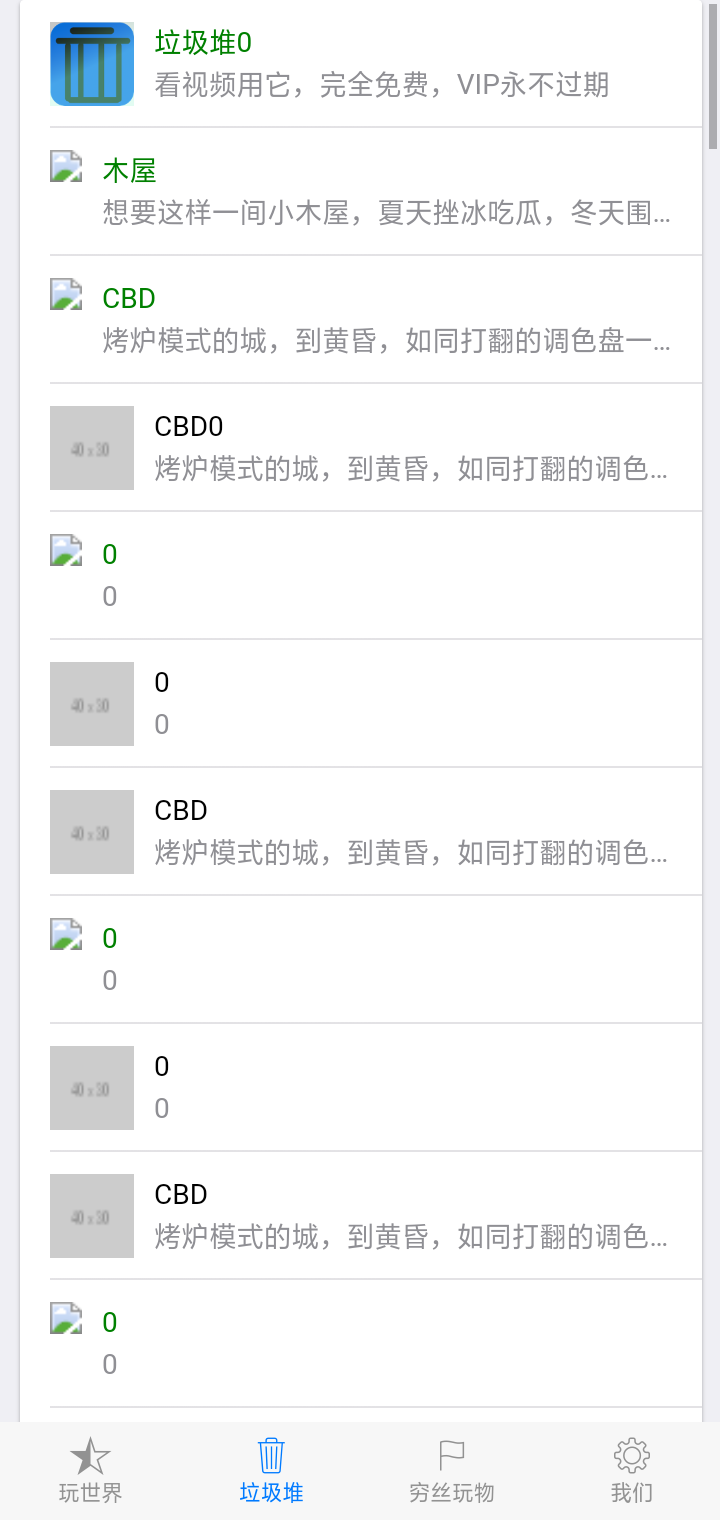 垃圾堆0
看视频用它，完全免费，VIP永不过期
木屋
想要这样一间小木屋，夏天挫冰吃瓜，冬天围...
CBD
烤炉模式的城，到黄昏，如同打翻的调色盘一...
CBD0
40 x 30
烤炉模式的城，到黄昏，如同打翻的调色...
0
0
0
40 x 30
0
CBD
40 x 30
烤炉模式的城，到黄昏，如同打翻的调色...
0
0
0
40 x 30
0
CBD
40 x 30
烤炉模式的城，到黄昏，如同打翻的调色...
0
0
玩世界
垃圾堆
穷丝玩物
我们